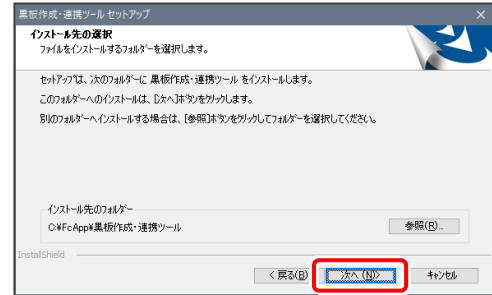 黒板作成・連携ツール セットアップ
インストール先の選択
ファイルをインストールするフォルダーを選択します。
セットアップは、次のフォルダーに 黒板作成・連携ツール をインストールします。
このフォルダーへのインストールは、[次へ]ボタンをクリックします。
別のフォルダーへインストールする場合は、[参照]ボタンをクリックしてフォルダーを選択してください。
インストール先のフォルダー
C:¥FcApp¥黒板作成・連携ツール
参照(R)...
InstallShield
< 戻る(B)
次へ (N)>
キャンセル